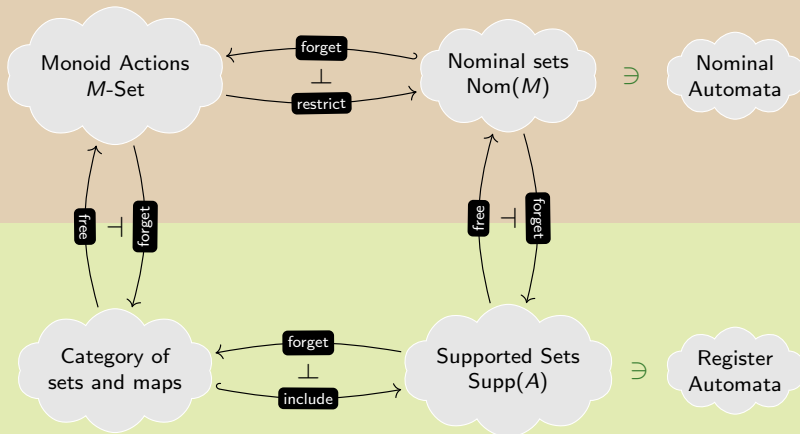 forget
Monoid Actions
M-Set
⊥
Nominal sets
Nom(M)
∋
Nominal
Automata
restrict
free
⊣
forget
free
⊣
forget
forget
Category of
sets and maps
⊥
Supported Sets
Supp(A)
∋
Register
Automata
include